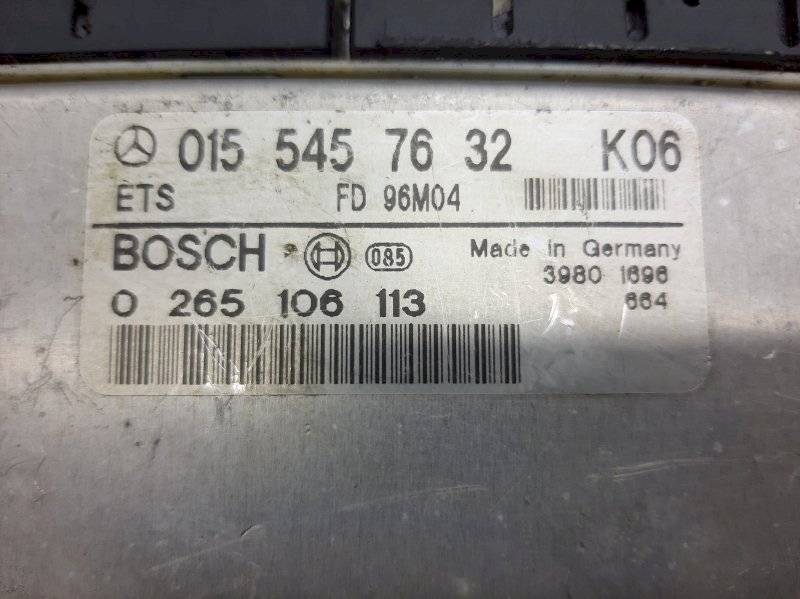 015 545 76 32 K06
ETS FD 96M04
BOSCH 085 Made in Germany
3980 1696
0 265 106 113 664